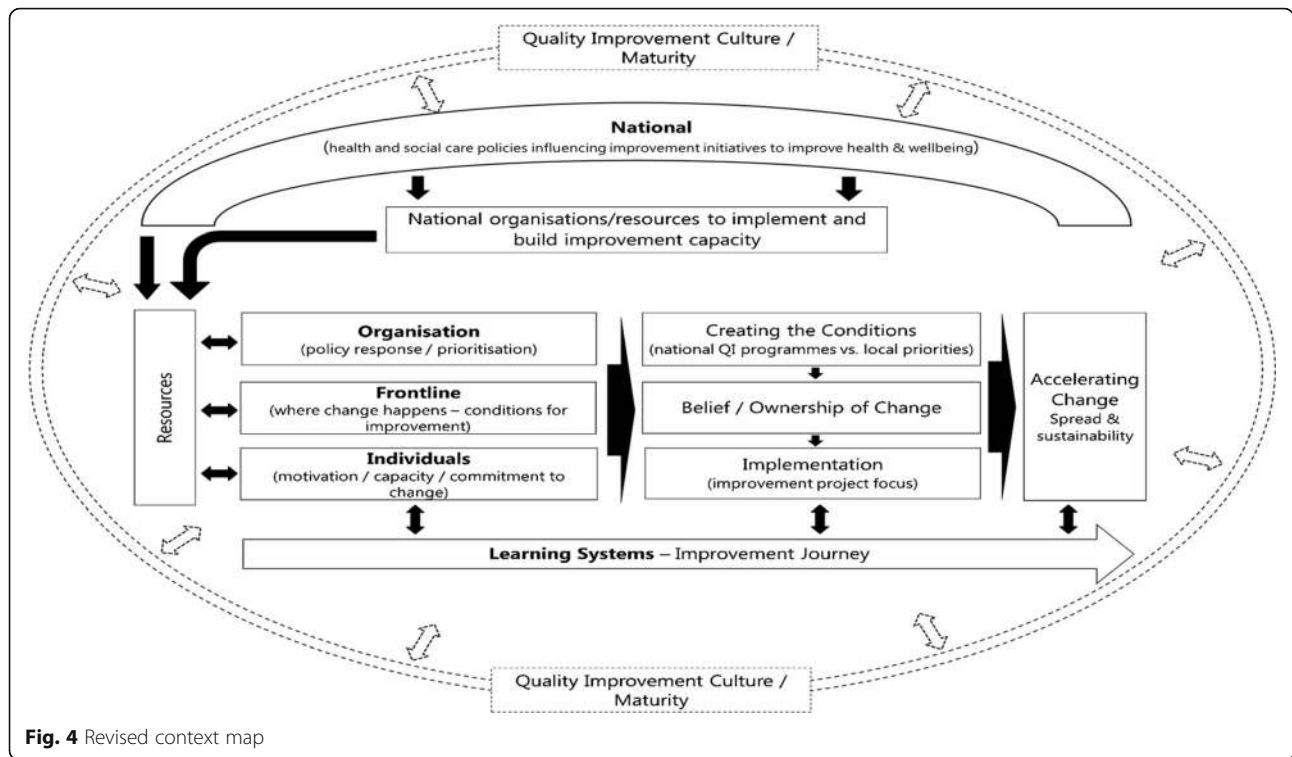 Quality Improvement Culture /
Maturity
National
(health and social care policies influencing improvement initiatives to improve health & wellbeing)
National organisations/resources to implement and
build improvement capacity
Resources
Organisation
(policy response / prioritisation)
Frontline
(where change happens – conditions for
improvement)
Individuals
(motivation / capacity / commitment to
change)
Creating the Conditions
(national QI programmes vs. local priorities)
Belief / Ownership of Change
Implementation
(improvement project focus)
Accelerating
Change
Spread &
sustainability
Learning Systems – Improvement Journey
Quality Improvement Culture /
Maturity
Fig. 4 Revised context map